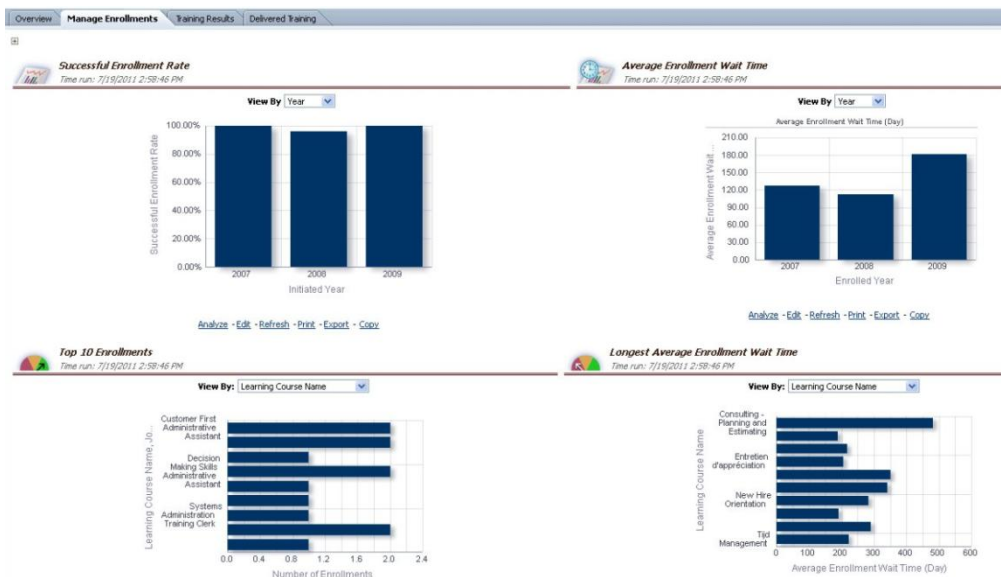 Overview
Manage Enrollments
Training Results
Delivered Training
Successful Enrollment Rate
Time run: 7/19/2011 2:58:46 PM
View By Year
100.00%
80.00%
60.00%
40.00%
20.00%
0.00%
Successful Enrollment Rate
2007 2008 2009
Initiated Year
Analyze - Edit - Refresh - Print - Export - Copy
Average Enrollment Wait Time
Time run: 7/19/2011 2:58:46 PM
View By Year
Average Enrollment Wait Time (Day)
210.00
180.00
150.00
120.00
90.00
60.00
30.00
0.00
Average Enrollment Wait ...
2007 2008 2009
Enrolled Year
Analyze - Edit - Refresh - Print - Export - Copy
Top 10 Enrollments
Time run: 7/19/2011 2:58:46 PM
View By: Learning Course Name
Learning Course Name, Jo...
Customer First
Administrative
Assistant
Decision
Making Skills
Administrative
Assistant
Systems
Administration
Training Clerk
0.0 0.4 0.8 1.2 1.6 2.0 2.4
Number of Enrollments
Longest Average Enrollment Wait Time
Time run: 7/19/2011 2:58:46 PM
View By: Learning Course Name
Learning Course Name
Consulting -
Planning and
Estimating
Entretien
d'appréciation
New Hire
Orientation
Tijd
Management
0 100 200 300 400 500 600
Average Enrollment Wait Time (Day)